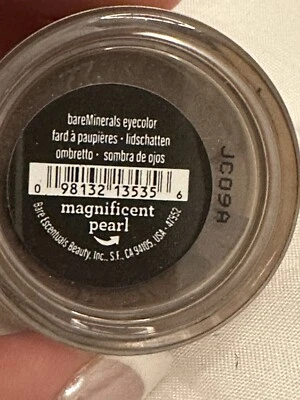 bareMinerals eyecolor
fard à paupières • lidschatten
ombretto • sombra de ojos
0 98132 13535 6
magnificent
pearl
Bare Escentuals Beauty, Inc., S.F., CA 94105, USA • 47352
JC09A